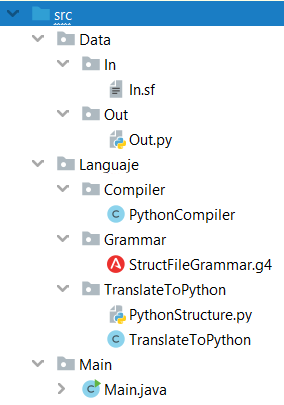 src
Data
In
In.sf
Out
Out.py
Languaje
Compiler
PythonCompiler
Grammar
StructFileGrammar.g4
TranslateToPython
PythonStructure.py
TranslateToPython
Main
Main.java